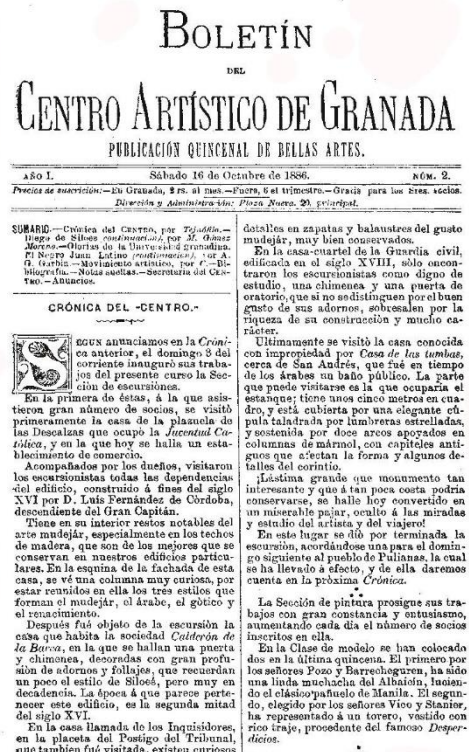 BOLETÍN
DEL
CENTRO ARTÍSTICO DE GRANADA
PUBLICACIÓN QUINCENAL DE BELLAS ARTES.
AÑO I. Sábado 16 de Octubre de 1886. NÚM. 2.
Precios de suscrición:—En Granada, 2 rs. al mes.—Fuera, 6 el trimestre.—Gratis para los Sres. socios.
Dirección y Administración: Plaza Nueva. 20. principal.
SUMARIO.—Crónica del CENTRO, por Tejadén.—
Diego de Siloee continuacion), por M. Gómez
Moreno.—Glorias de la Universidad granadina.
El Negro Juan Latino (continuacion), por A.
G. Garbin.—Movimiento artístico, por C.—Bi-
bliografía.—Notas sueltas.—Secretaría del CEN-
TRO.—Anuncios.
CRÓNICA DEL -CENTRO.-
SEGUN anunciamos en la Cróni-
ca anterior, el domingo 3 del
corriente inauguró sus traba-
jos del presente curso la Sec-
ción de escursiónes.
En la primera de éstas, á la que asis-
tieron gran número de socios, se visitó
primeramente la casa de la plazuela de
las Descalzas que ocupó la Juventud Ca-
tólica, y en la que hoy se halla un esta-
blecimiento de comercio.
Acompañados por los dueños, visitaron
los escursionistas todas las dependencias
del edificio, construido á fines del siglo
XVI por D. Luis Fernández de Córdoba,
descendiente del Gran Capitán.
Tiene en su interior restos notables del
arte mudejár, especialmente en los techos
de madera, que son de los mejores que se
conservan en nuestros edificios particu-
lares. En la esquina de la fachada de esta
casa, se vé una columna muy curiosa, por
estar reunidos en ella los tres estilos que
forman el mudejár, el árabe, el gótico y
el renacimiento.
Después fué objeto de la escursión la
casa que habita la sociedad Calderón de
la Barca, en la que se hallan una puerta
y chimenea, decoradas con gran profu-
sión de adornos y follajes, que recuerdan
un poco el estilo de Siloée, pero muy en
decadencia. La época á que parece perte-
necer este edificio, es la segunda mitad
del siglo XVI.
En la casa llamada de los Inquisidores,
en la placeta del Postigo del Tribunal,
que tambien fué visitada, existen curiosos
detalles en zapatas y balaustres del gusto
mudejár, muy bien conservados.
En la casa-cuartel de la Guardia civil,
edificada en el siglo XVIII, sólo encon-
traron los escursionistas como digno de
estudio, una chimenea y una puerta de
oratorio, que si no se distinguen por el buen
gusto de sus adornos, sobresalen por la
riqueza de su construcción y mucho ca-
rácter.
Ultimamente se visitó la casa conocida
con impropiedad por Casa de las tumbas,
cerca de San Andrés, que fué en tiempo
de los árabes un baño público. La parte
que puede visitarse es la que ocuparía el
estanque; tiene unos cinco metros en cua-
dro, y está cubierta por una elegante cú-
pula taladrada por lumbreras estrelladas,
y sostenida por doce arcos apoyados en
columnas de mármol, con capiteles anti-
guos que afectan la forma y algunos de-
talles del corintio.
¡Lástima grande que monumento tan
interesante y que á tan poca costa podria
conservarse, se halle hoy convertido en
un miserable pajar, oculto á las miradas
y estudio del artista y del viajero!
En este lugar se dió por terminada la
escursión, acordándose una para el domin-
go siguiente al pueblo de Pulianas, la cual
se ha llevado á efecto, y de ella daremos
cuenta en la próxima Crónica.
La Sección de pintura prosigue sus tra-
bajos con gran constancia y entusiasmo,
aumentando cada dia el número de socios
inscritos en ella.
En la Clase de modelo se han colocado
dos en la última quincena. El primero por
los señores Pozo y Barrecheguren, ha sido
una linda muchacha del Albaicín, lucien-
do el clásico pañuelo de Manila. El segun-
do, elegido por los señores Vico y Stanier,
ha representado á un torero, vestido con
rico traje, procedente del famoso Desper-
dicios.